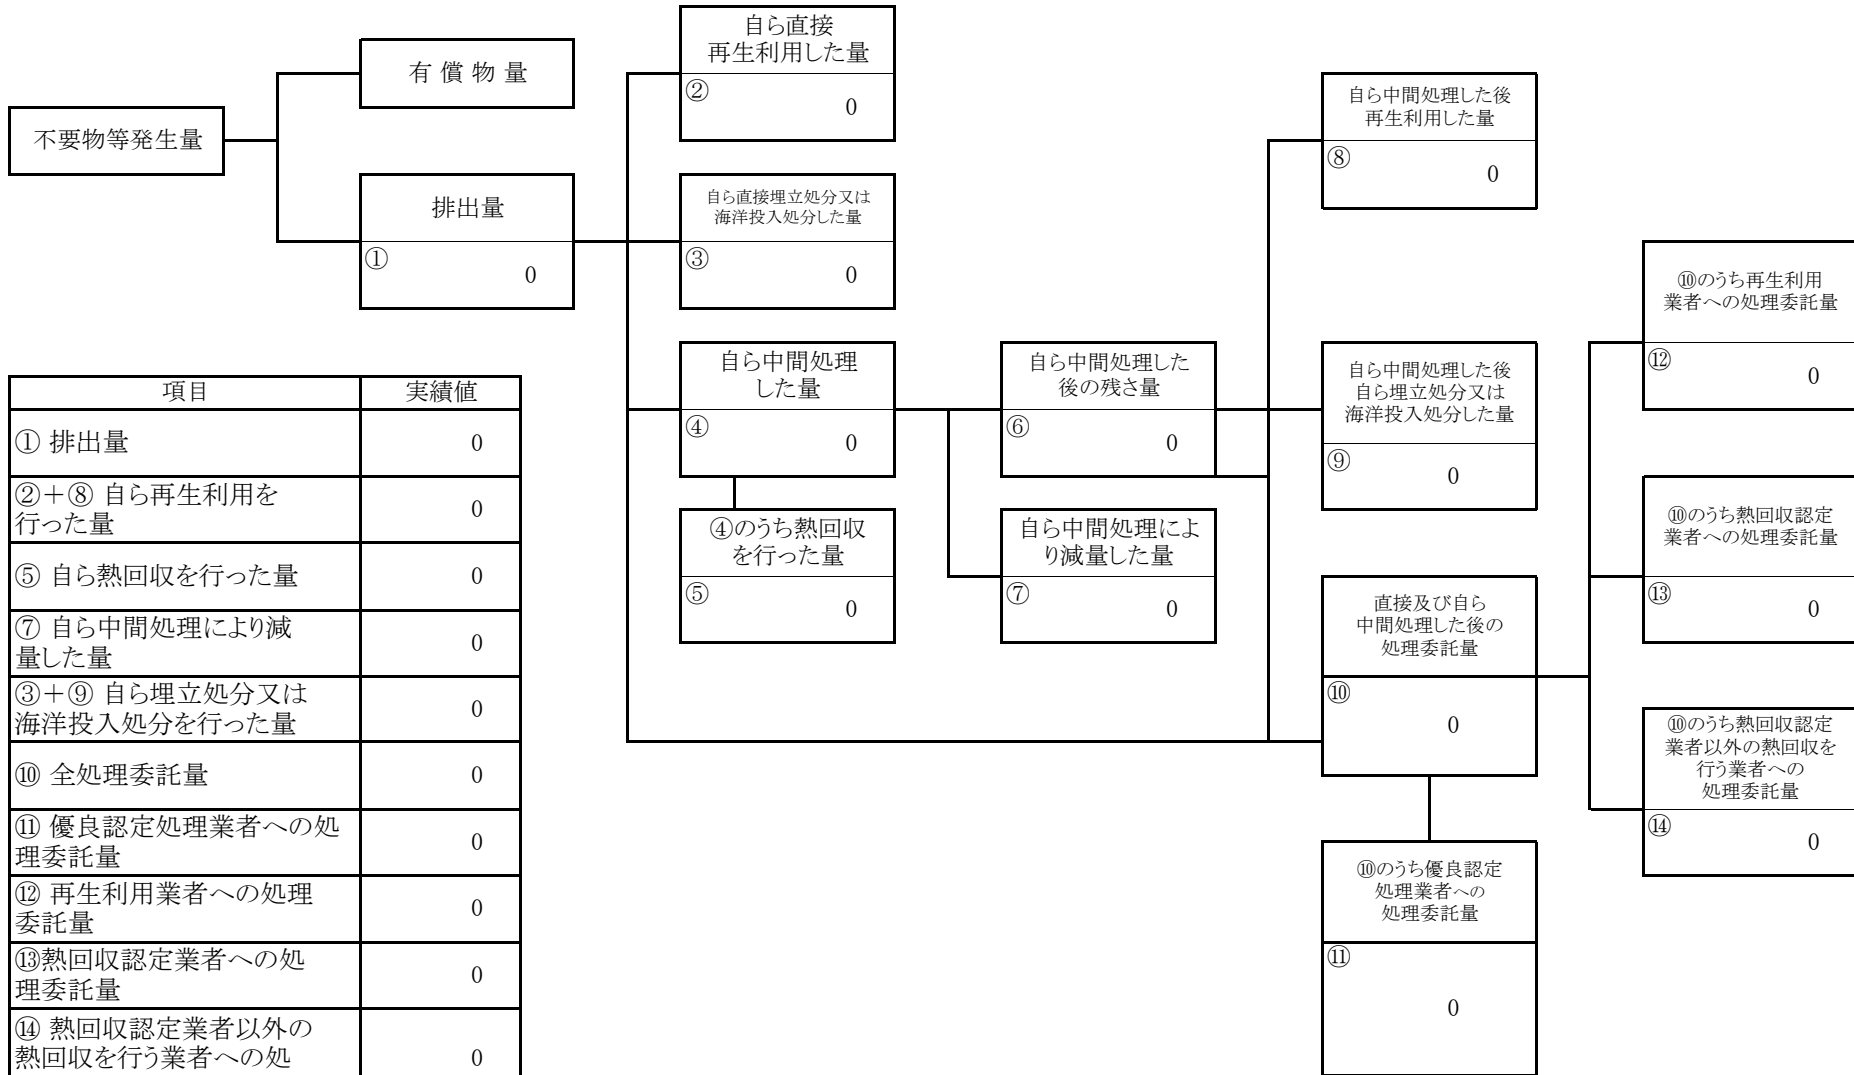 不要物等発生量
有 償 物 量
排出量
①
0
自ら直接
再生利用した量
②
0
自ら直接埋立処分又は
海洋投入処分した量
③
0
自ら中間処理
した量
④
0
④のうち熱回収
を行った量
⑤
0
自ら中間処理した
後の残さ量
⑥
0
自ら中間処理によ
り減量した量
⑦
0
自ら中間処理した後
再生利用した量
⑧
0
自ら中間処理した後
自ら埋立処分又は
海洋投入処分した量
⑨
0
直接及び自ら
中間処理した後の
処理委託量
⑩
0
⑩のうち優良認定
処理業者への
処理委託量
⑪
0
⑩のうち再生利用
業者への処理委託量
⑫
0
⑩のうち熱回収認定
業者への処理委託量
⑬
0
⑩のうち熱回収認定
業者以外の熱回収を
行う業者への
処理委託量
⑭
0
項目 実績値
① 排出量 0
②+⑧ 自ら再生利用を
行った量 0
⑤ 自ら熱回収を行った量 0
⑦ 自ら中間処理により減
量した量 0
③+⑨ 自ら埋立処分又は
海洋投入処分を行った量 0
⑩ 全処理委託量 0
⑪ 優良認定処理業者への処
理委託量 0
⑫ 再生利用業者への処理
委託量 0
⑬熱回収認定業者への処
理委託量 0
⑭ 熱回収認定業者以外の
熱回収を行う業者への処 0